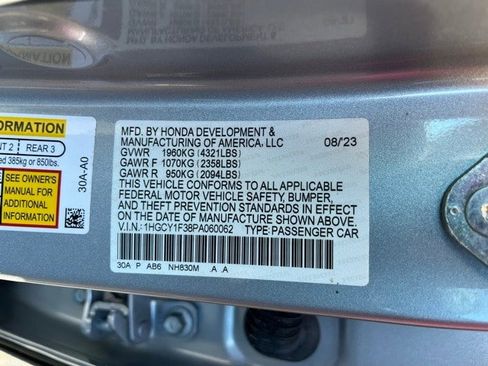 FORMATION
NT 2 | REAR 3
ed 385kg or 850lbs.
SEE OWNER'S
MANUAL FOR
30A-A0
MFD. BY HONDA DEVELOPMENT &
MANUFACTURING OF AMERICA, LLC 08/23
GVWR 1960KG (4321LBS)
GAWR F 1070KG (2358LBS)
GAWR R 950KG (2094LBS)
THIS VEHICLE CONFORMS TO ALL APPLICABLE
FEDERAL MOTOR VEHICLE SAFETY, BUMPER,
AND THEFT PREVENTION STANDARDS IN EFFECT
ON THE DATE OF MANUFACTURE SHOWN ABOVE.
V.I.N.: 1HGCY1F38PA060062 TYPE: PASSENGER CAR
30A P AB6 NH830M A A